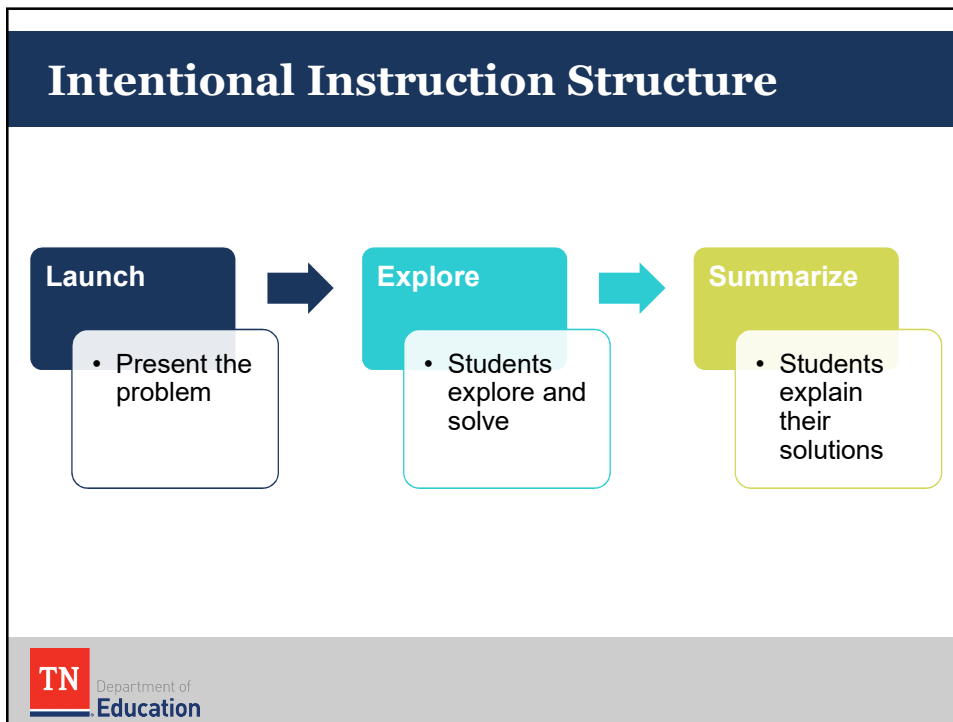 Intentional Instruction Structure
Launch
• Present the
problem
Explore
• Students
explore and
solve
Summarize
• Students
explain
their
solutions
TN
Department of
Education